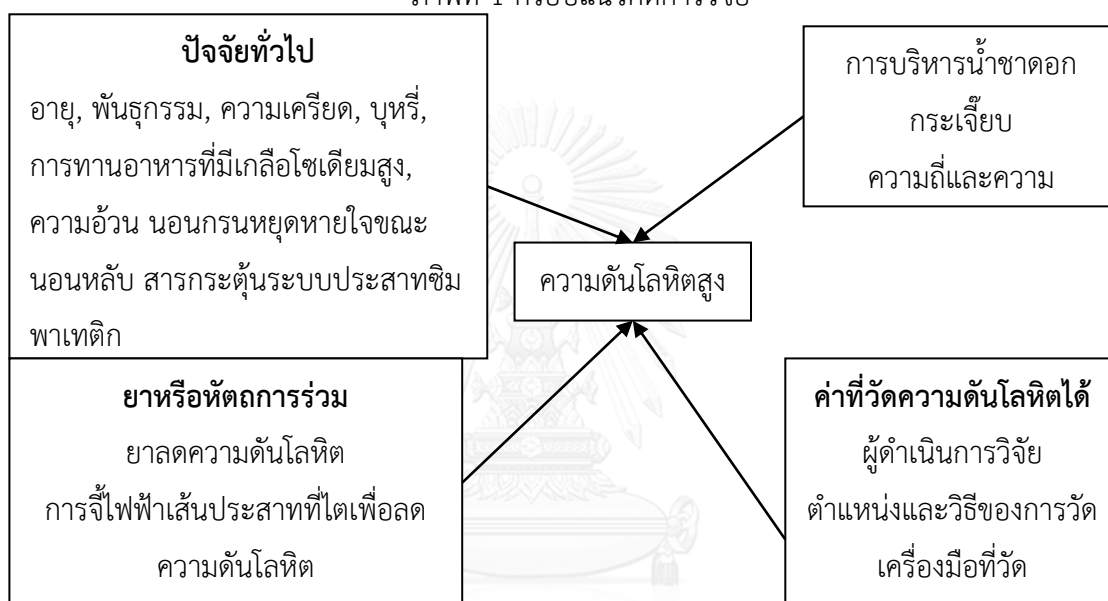 ปัจจัยทั่วไป
อายุ, พันธุกรรม, ความเครียด, บุหรี่,
การทานอาหารที่มีเกลือโซเดียมสูง,
ความอ้วน นอนกรนหยุดหายใจขณะ
นอนหลับ สารกระตุ้นระบบประสาทซิม
พาเทติก
การบริหารน้ำชาดอก
กระเจี๊ยบ
ความถี่และความ
ความดันโลหิตสูง
ยาหรือหัตถการร่วม
ยาลดความดันโลหิต
การจี้ไฟฟ้าเส้นประสาทที่ไตเพื่อลด
ความดันโลหิต
ค่าที่วัดความดันโลหิตได้
ผู้ดำเนินการวิจัย
ตำแหน่งและวิธีของการวัด
เครื่องมือที่วัด